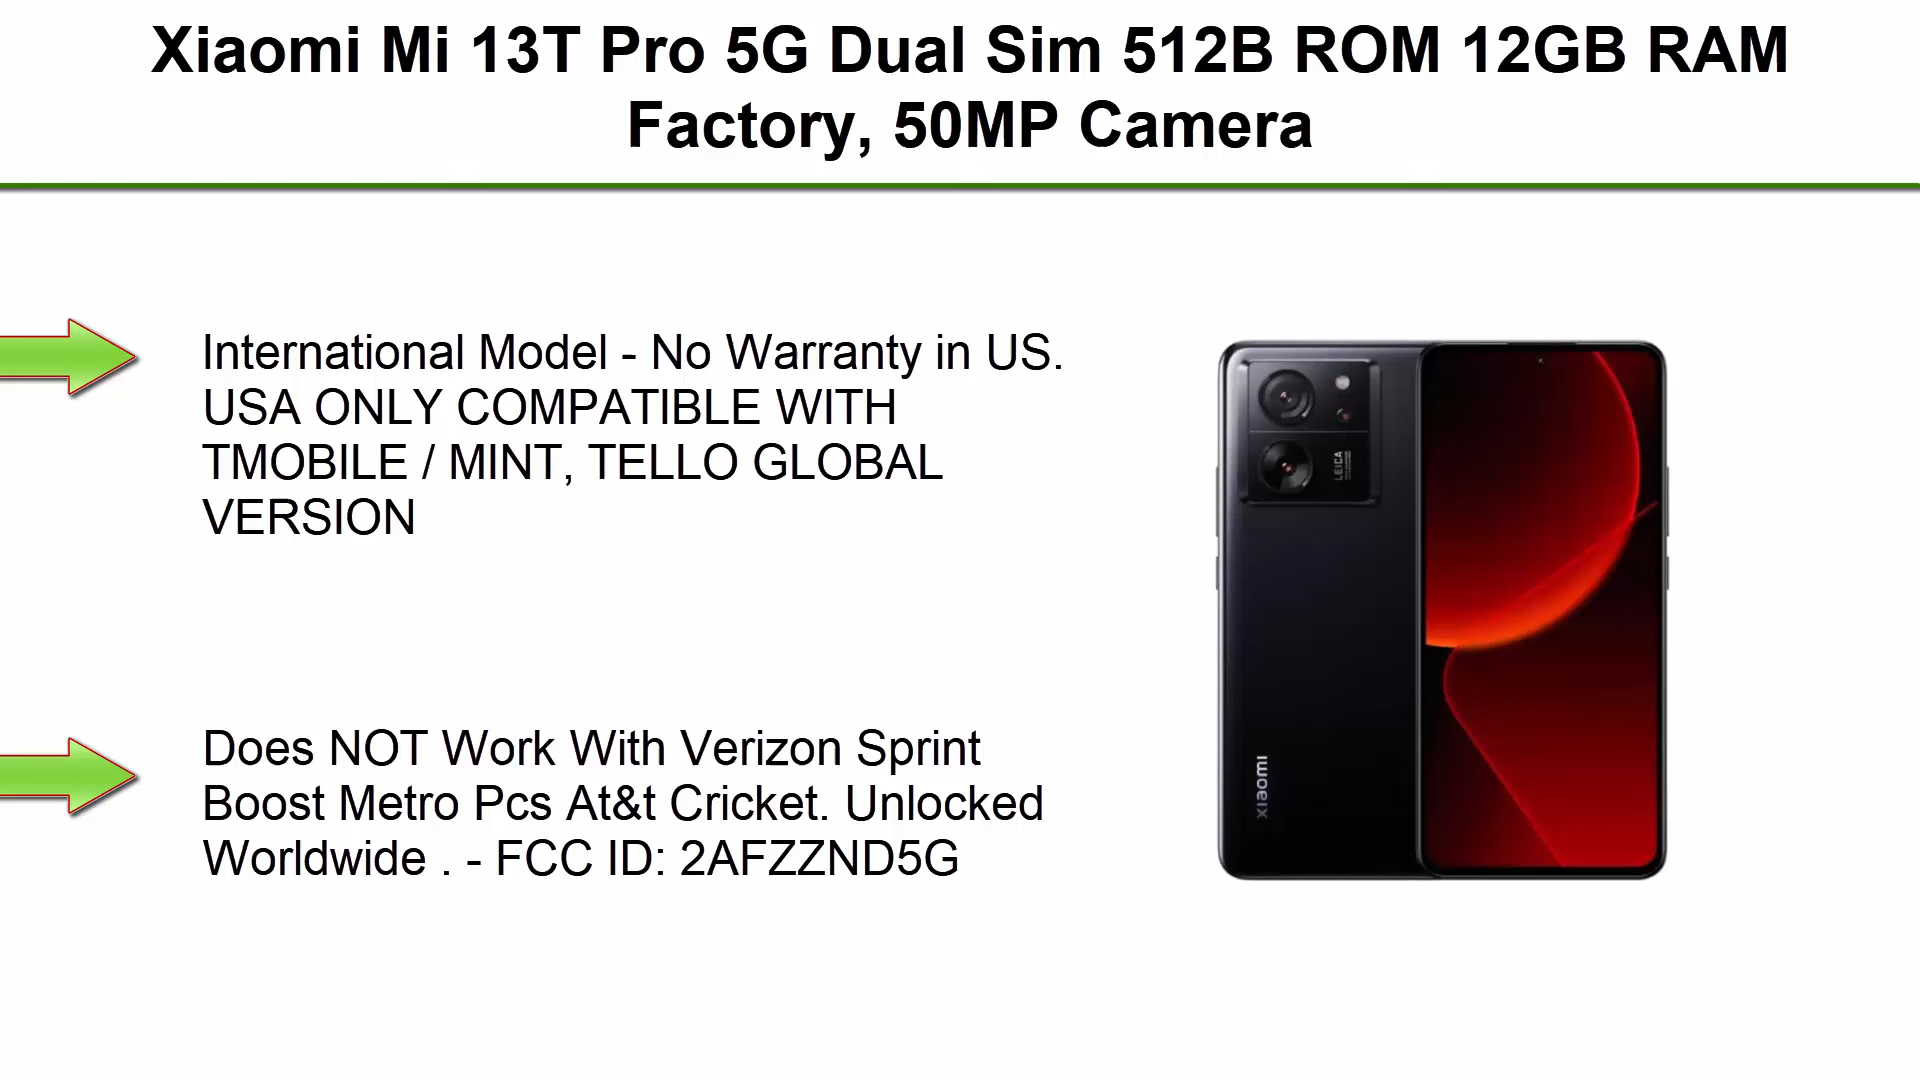 Xiaomi Mi 13T Pro 5G Dual Sim 512B ROM 12GB RAM
Factory, 50MP Camera
International Model - No Warranty in US.
USA ONLY COMPATIBLE WITH
TMOBILE / MINT, TELLO GLOBAL
VERSION
Does NOT Work With Verizon Sprint
Boost Metro Pcs At&t Cricket. Unlocked
Worldwide . - FCC ID: 2AFZZND5G
LEICA
xiaomi